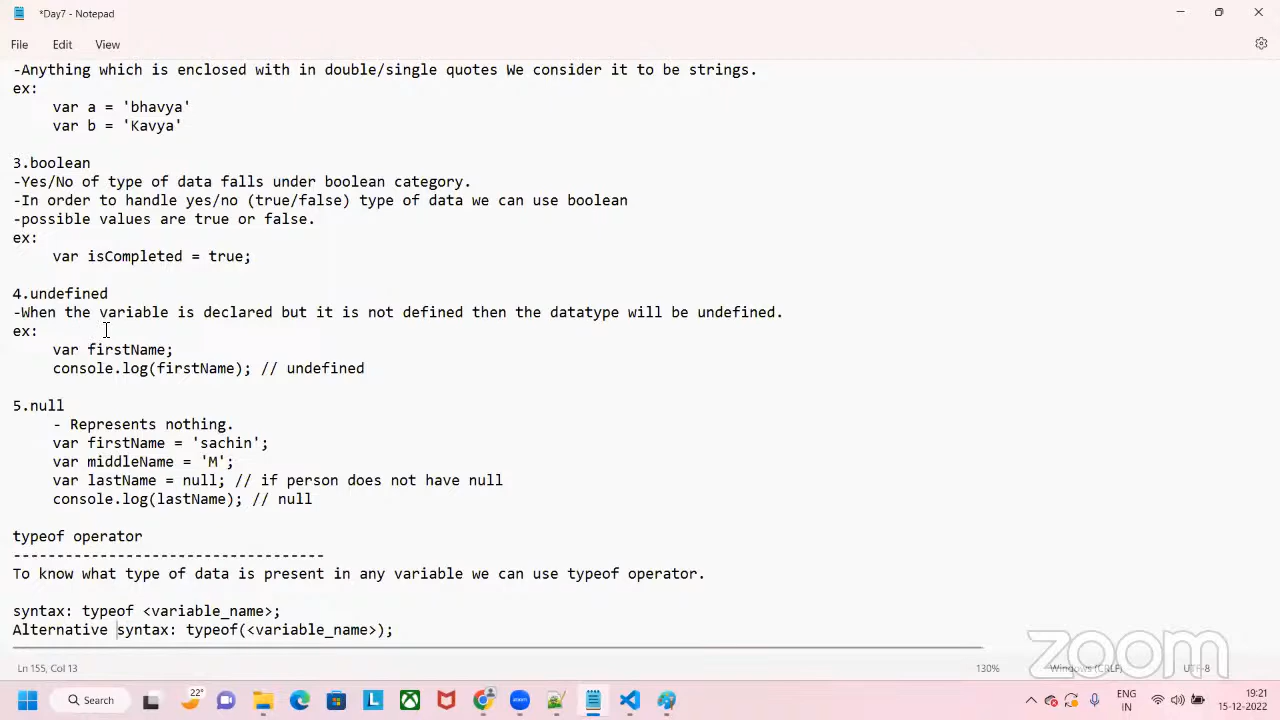 *Day7 - Notepad
File Edit View
-Anything which is enclosed with in double/single quotes We consider it to be strings.
ex:
var a = 'bhavya'
var b = 'Kavya'
3.boolean
-Yes/No of type of data falls under boolean category.
-In order to handle yes/no (true/false) type of data we can use boolean
-possible values are true or false.
ex:
var isCompleted = true;
4.undefined
-When the variable is declared but it is not defined then the datatype will be undefined.
ex:
var firstName;
console.log(firstName); // undefined
5.null
- Represents nothing.
var firstName = 'sachin';
var middleName = 'M';
var lastName = null; // if person does not have null
console.log(lastName); // null
typeof operator
------------------------------------
To know what type of data is present in any variable we can use typeof operator.
syntax: typeof <variable_name>;
Alternative syntax: typeof(<variable_name>);
Ln 155, Col 13 130% Windows (CRLF) UTF-8
zoom
Search 22° ENG 19:21
IN 15-12-2022